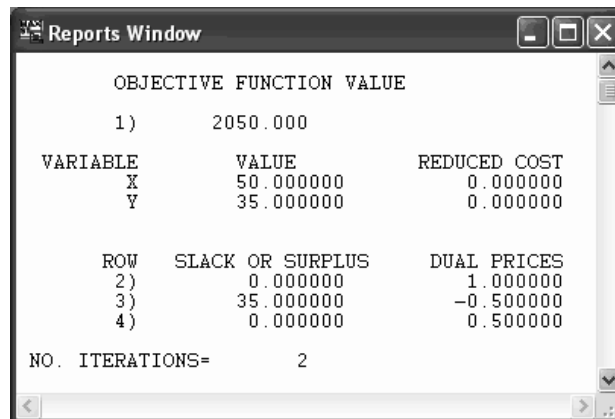 Reports Window
OBJECTIVE FUNCTION VALUE
1) 2050.000
VARIABLE VALUE REDUCED COST
X 50.000000 0.000000
Y 35.000000 0.000000
ROW SLACK OR SURPLUS DUAL PRICES
2) 0.000000 1.000000
3) 35.000000 -0.500000
4) 0.000000 0.500000
NO. ITERATIONS= 2